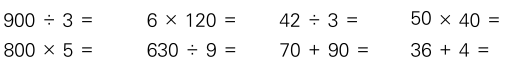 900 ÷ 3 = 6 × 120 = 42 ÷ 3 = 50 × 40 =
800 × 5 = 630 ÷ 9 = 70 + 90 = 36 + 4 =